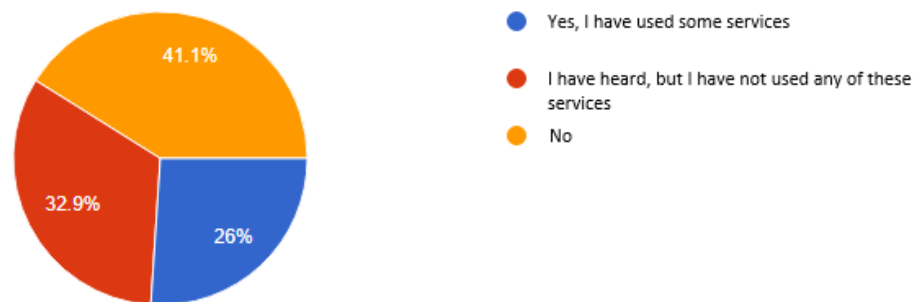 41.1%
32.9%
26%
Yes, I have used some services
I have heard, but I have not used any of these
services
No